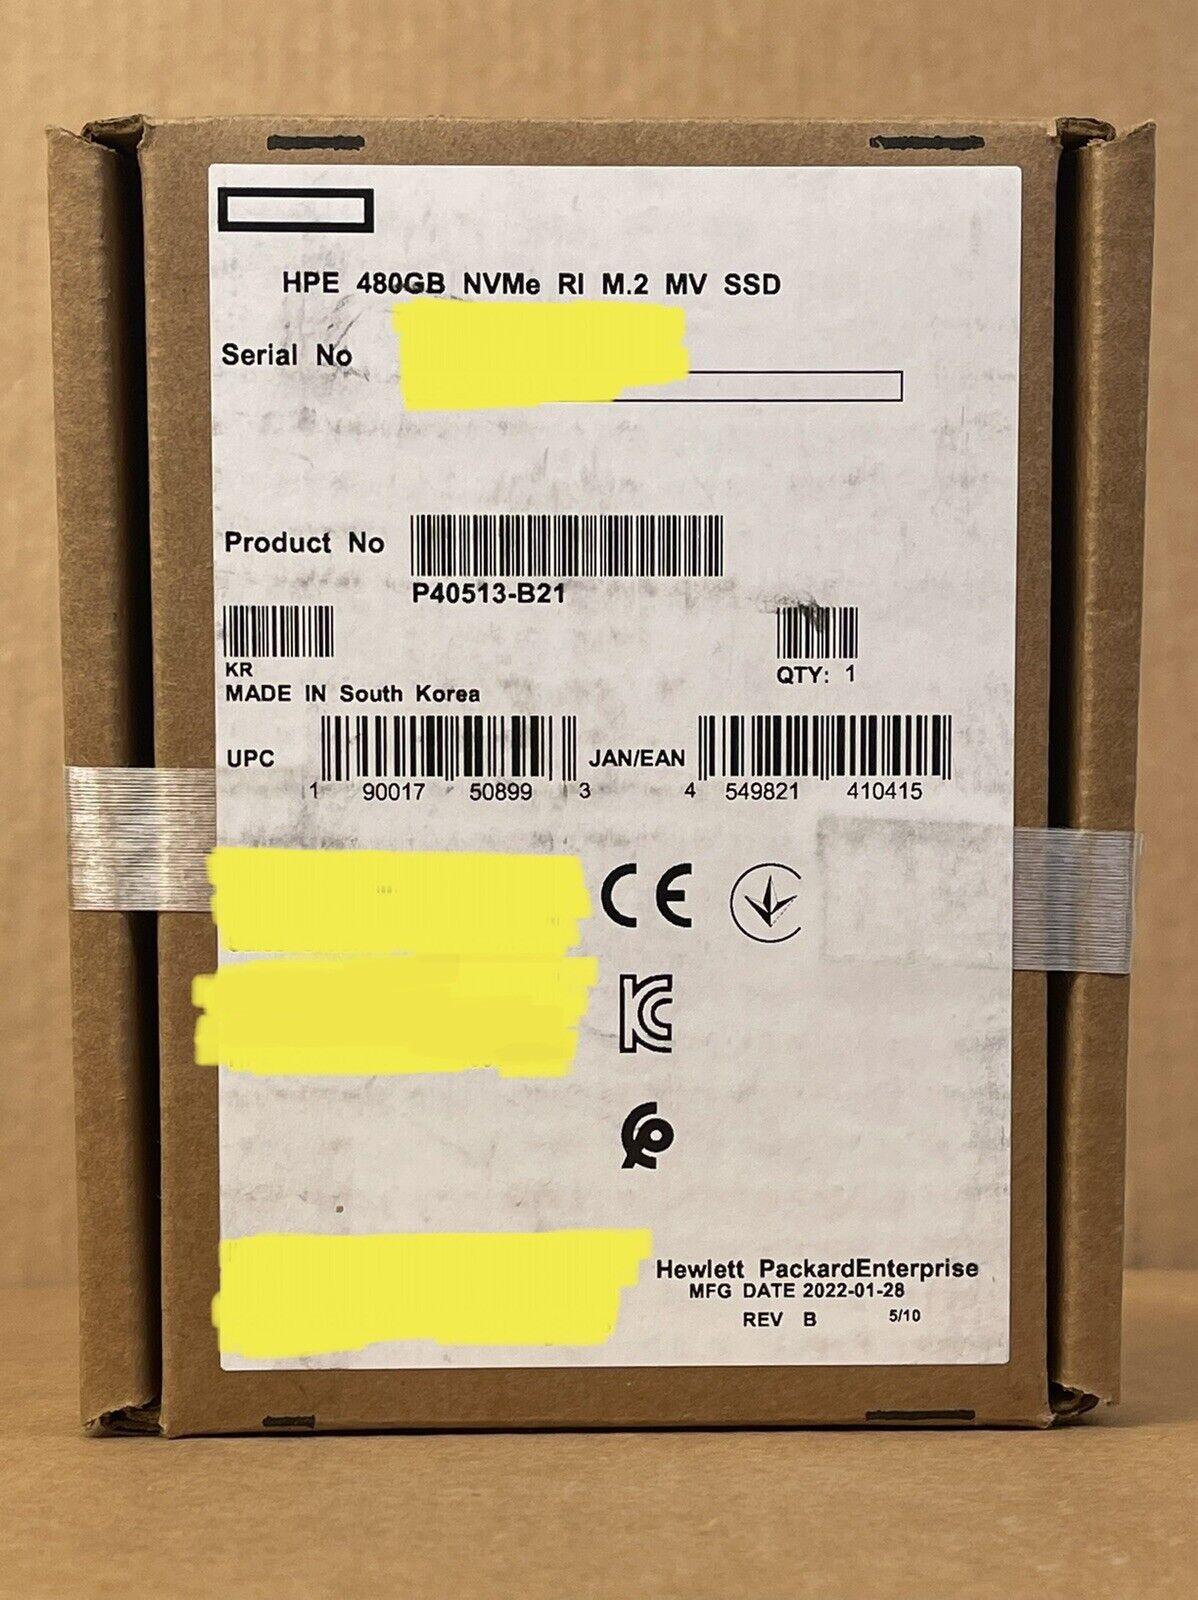 HPE 480GB NVMe RI M.2 MV SSD
Serial No
Product No
P40513-B21
KR
QTY: 1
MADE IN South Korea
UPC
1 90017 50899 3
JAN/EAN
4 549821 410415
CE
Hewlett PackardEnterprise
MFG DATE 2022-01-28
REV B 5/10